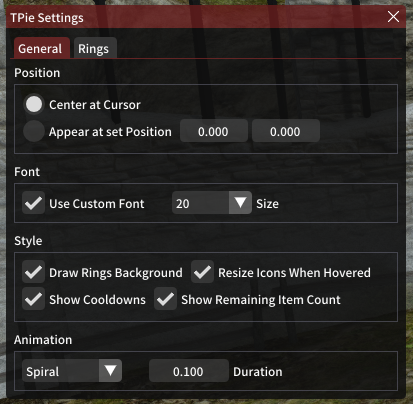 TPie Settings
General Rings
Position
Center at Cursor
Appear at set Position 0.000 0.000
Font
Use Custom Font 20 Size
Style
Draw Rings Background Resize Icons When Hovered
Show Cooldowns Show Remaining Item Count
Animation
Spiral 0.100 Duration